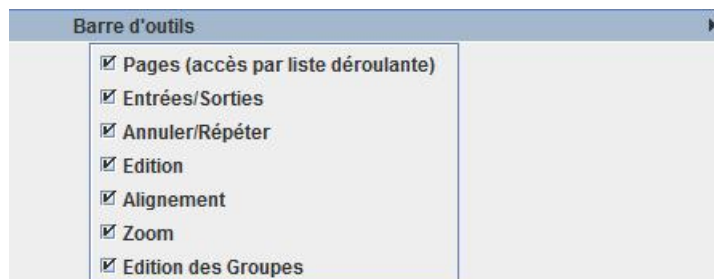 Barre d'outils
Pages (accès par liste déroulante)
Entrées/Sorties
Annuler/Répéter
Edition
Alignement
Zoom
Edition des Groupes